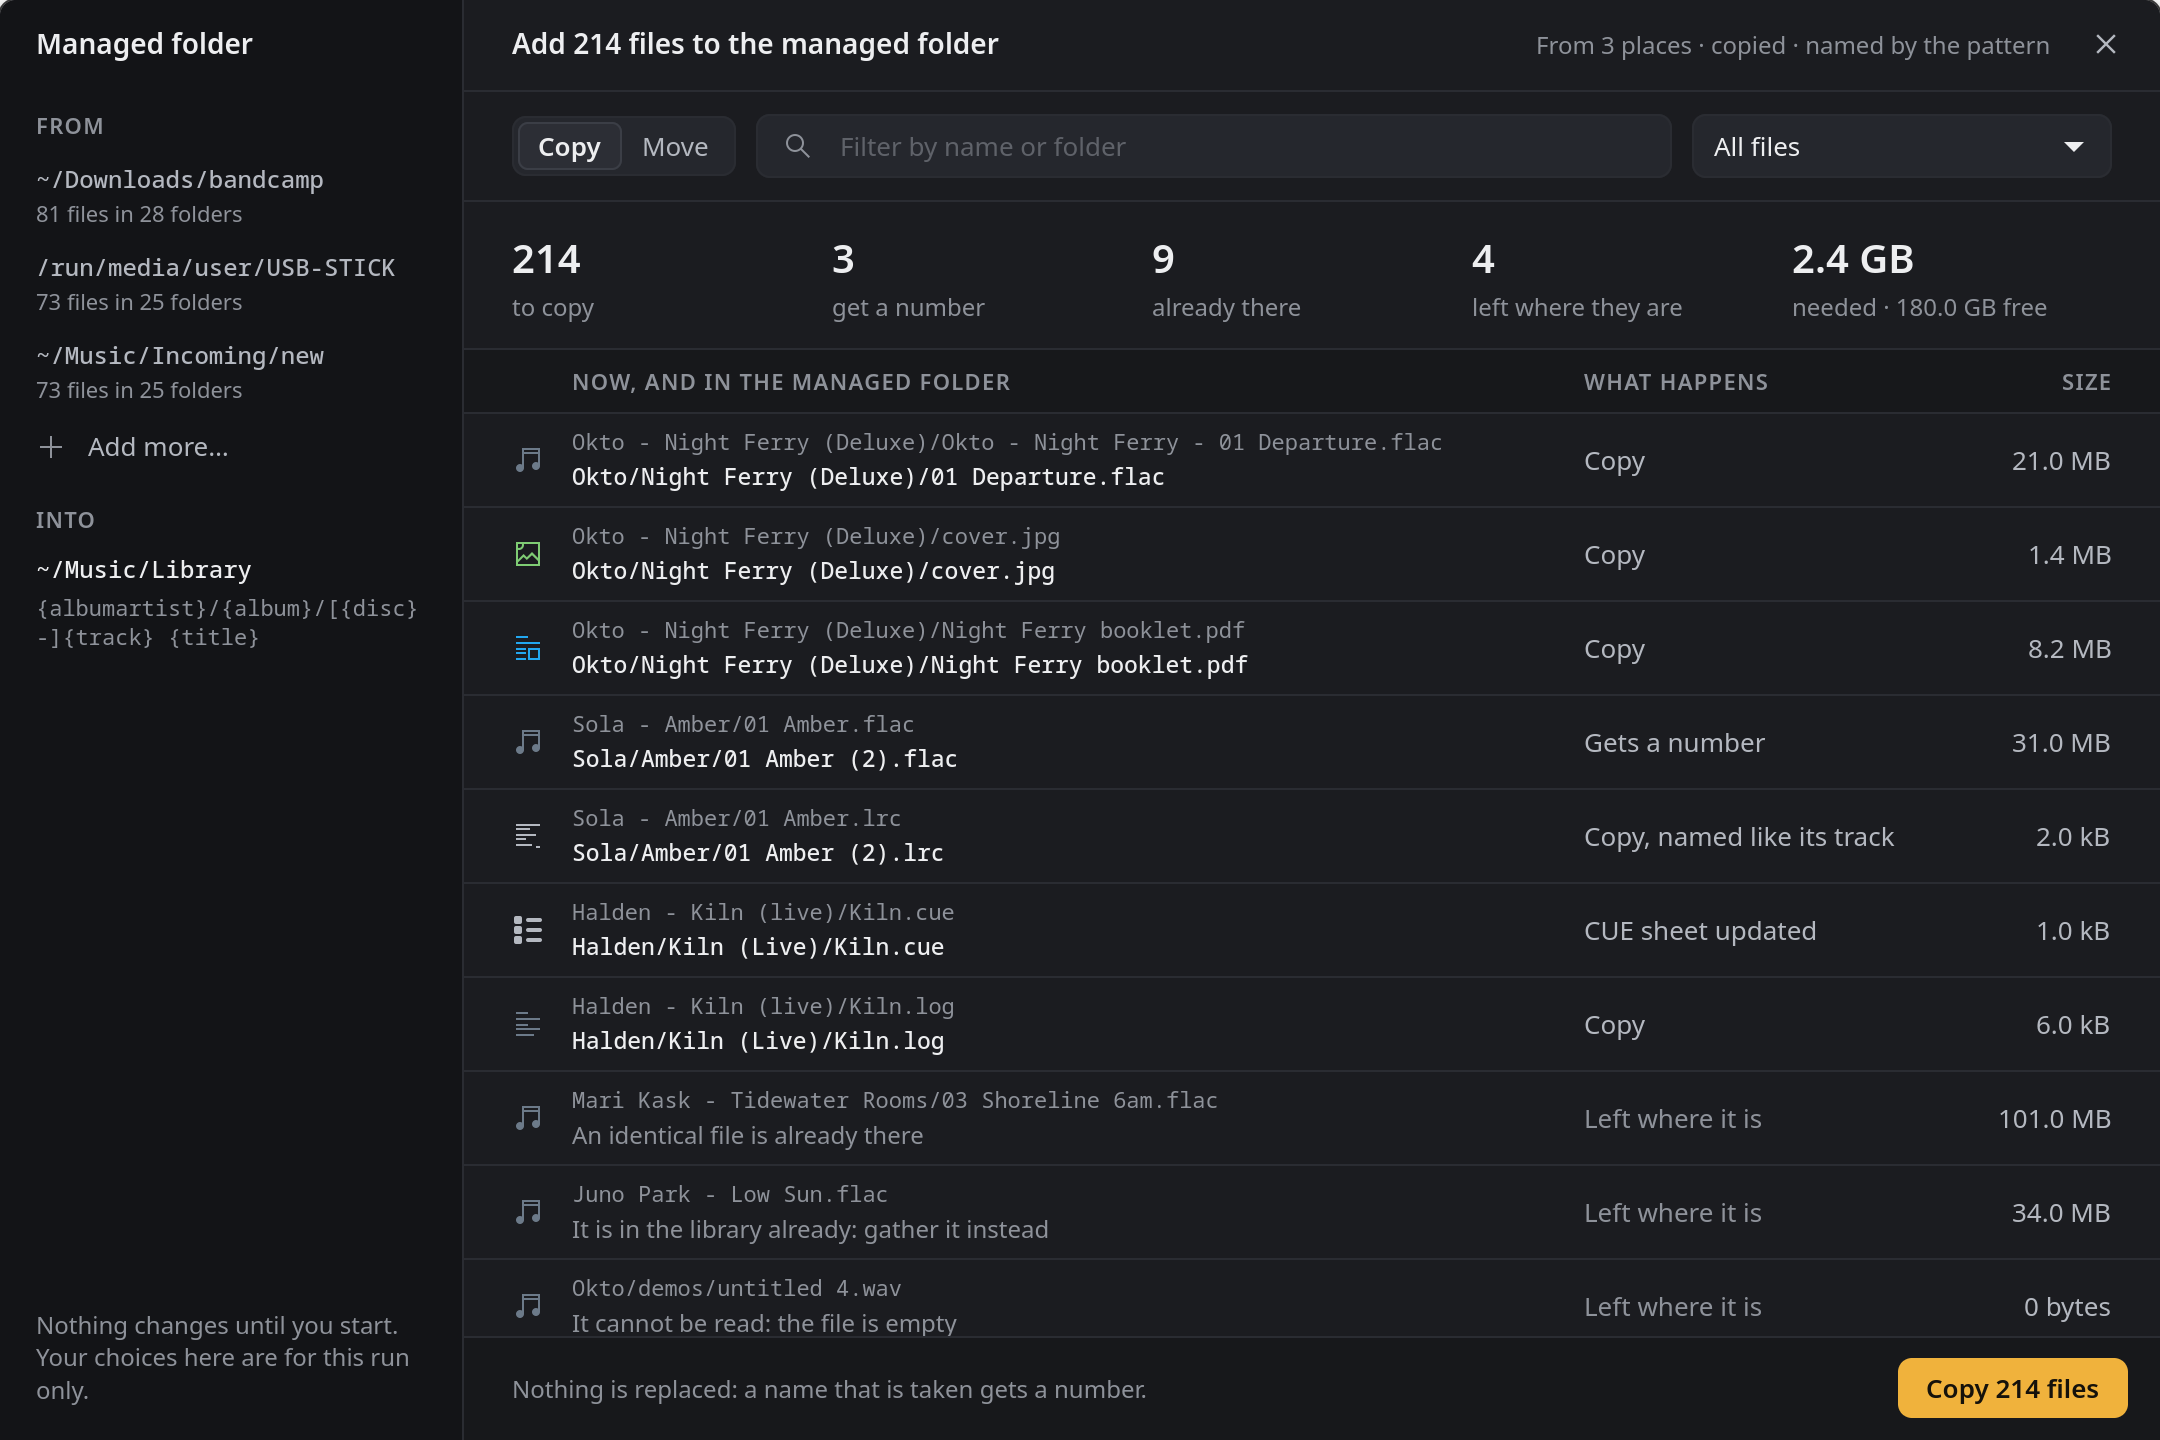 Managed folder
FROM
~/Downloads/bandcamp
81 files in 28 folders
/run/media/user/USB-STICK
73 files in 25 folders
~/Music/Incoming/new
73 files in 25 folders
Add more...
INTO
~/Music/Library
{albumartist}/{album}/[{disc}
-]{track} {title}
Nothing changes until you start.
Your choices here are for this run
only.
Add 214 files to the managed folder
From 3 places · copied · named by the pattern
Copy Move
Filter by name or folder
All files
214
to copy
3
get a number
9
already there
4
left where they are
2.4 GB
needed · 180.0 GB free
NOW, AND IN THE MANAGED FOLDER WHAT HAPPENS SIZE
Okto - Night Ferry (Deluxe)/Okto - Night Ferry - 01 Departure.flac
Okto/Night Ferry (Deluxe)/01 Departure.flac
Copy 21.0 MB
Okto - Night Ferry (Deluxe)/cover.jpg
Okto/Night Ferry (Deluxe)/cover.jpg
Copy 1.4 MB
Okto - Night Ferry (Deluxe)/Night Ferry booklet.pdf
Okto/Night Ferry (Deluxe)/Night Ferry booklet.pdf
Copy 8.2 MB
Sola - Amber/01 Amber.flac
Sola/Amber/01 Amber (2).flac
Gets a number 31.0 MB
Sola - Amber/01 Amber.lrc
Sola/Amber/01 Amber (2).lrc
Copy, named like its track 2.0 kB
Halden - Kiln (live)/Kiln.cue
Halden/Kiln (Live)/Kiln.cue
CUE sheet updated 1.0 kB
Halden - Kiln (live)/Kiln.log
Halden/Kiln (Live)/Kiln.log
Copy 6.0 kB
Mari Kask - Tidewater Rooms/03 Shoreline 6am.flac
An identical file is already there
Left where it is 101.0 MB
Juno Park - Low Sun.flac
It is in the library already: gather it instead
Left where it is 34.0 MB
Okto/demos/untitled 4.wav
It cannot be read: the file is empty
Left where it is 0 bytes
Nothing is replaced: a name that is taken gets a number.
Copy 214 files